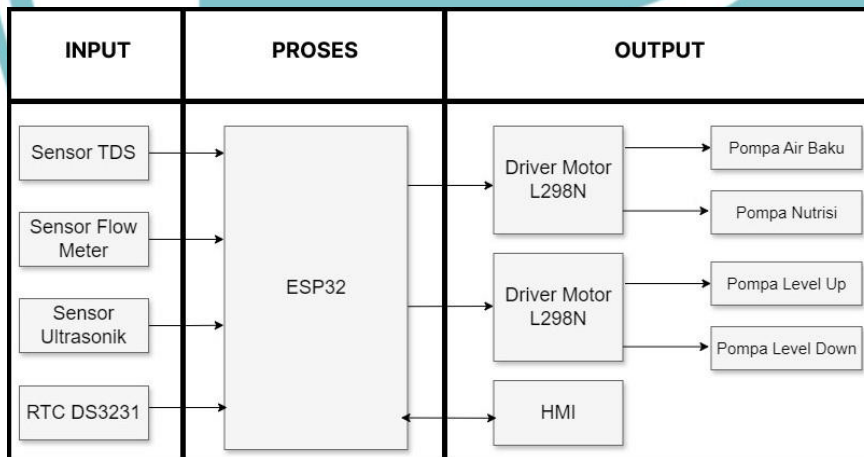 INPUT
PROSES
OUTPUT
Sensor TDS
Sensor Flow
Meter
Sensor
Ultrasonik
RTC DS3231
ESP32
Driver Motor
L298N
Driver Motor
L298N
HMI
Pompa Air Baku
Pompa Nutrisi
Pompa Level Up
Pompa Level Down